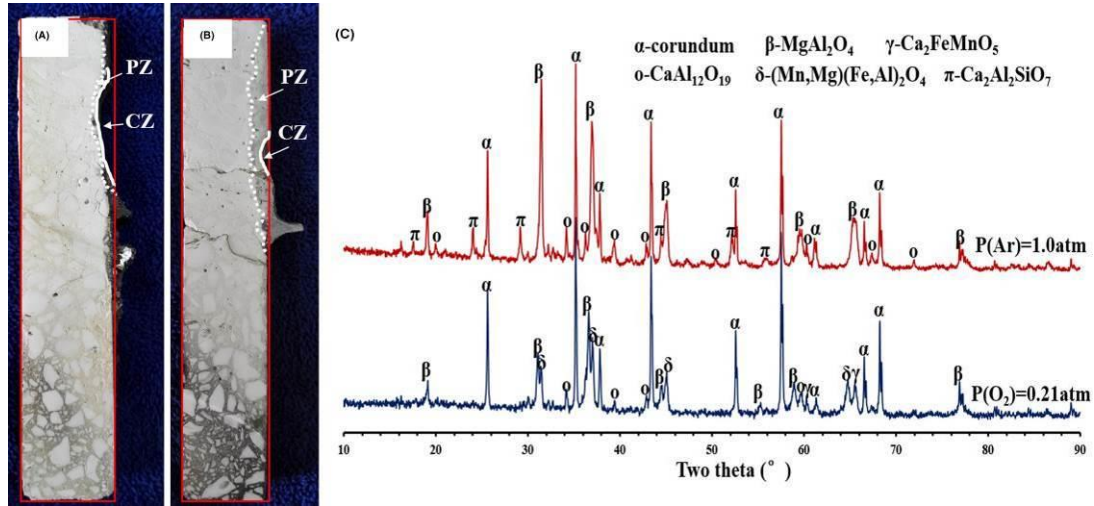 (A)
PZ
CZ
(B)
PZ
CZ
(C)
α-corundum β-MgAl₂O₄ γ-Ca₂FeMnO₅
o-CaAl₁₂O₁₉ δ-(Mn,Mg)(Fe,Al)₂O₄ π-Ca₂Al₂SiO₇
π β o π α π β o α o β α o o α π β o π α π α β o α β α o α o β
P(Ar)=1.0atm
β α β δ o α β δ α o o α β δ α β α β α γ α δ γ α α β
P(O₂)=0.21atm
10 20 30 40 50 60 70 80 90
Two theta (°)